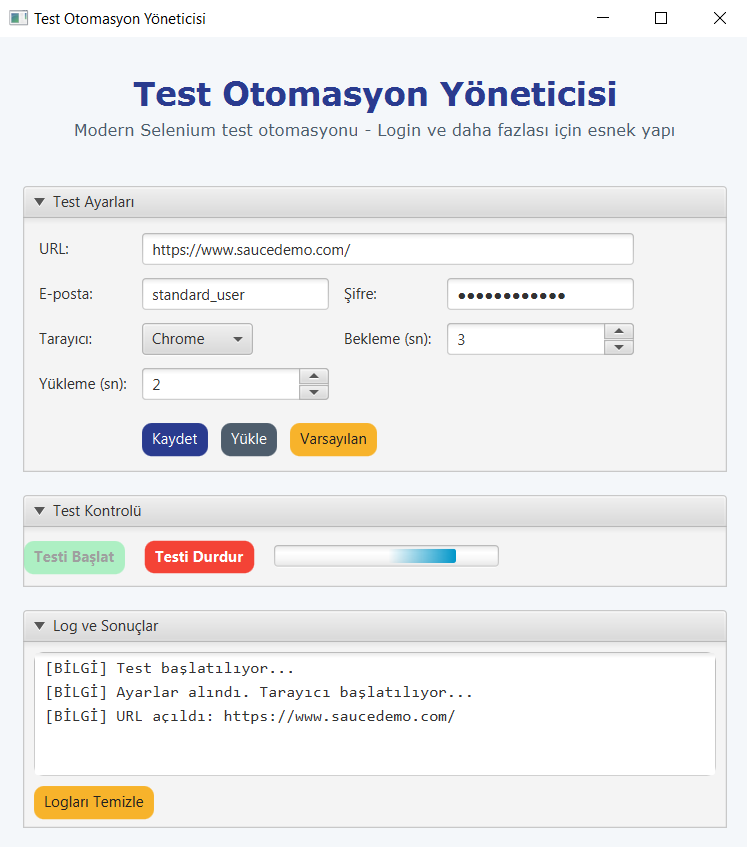 Test Otomasyon Yöneticisi
Test Otomasyon Yöneticisi
Modern Selenium test otomasyonu - Login ve daha fazlası için esnek yapı
Test Ayarları
URL: https://www.saucedemo.com/
E-posta: standard_user Şifre: ●●●●●●●●●●●●
Tarayıcı: Chrome Bekleme (sn): 3
Yükleme (sn): 2
Kaydet Yükle Varsayılan
Test Kontrolü
Testi Başlat Testi Durdur
Log ve Sonuçlar
[BİLGİ] Test başlatılıyor...
[BİLGİ] Ayarlar alındı. Tarayıcı başlatılıyor...
[BİLGİ] URL açıldı: https://www.saucedemo.com/
Logları Temizle